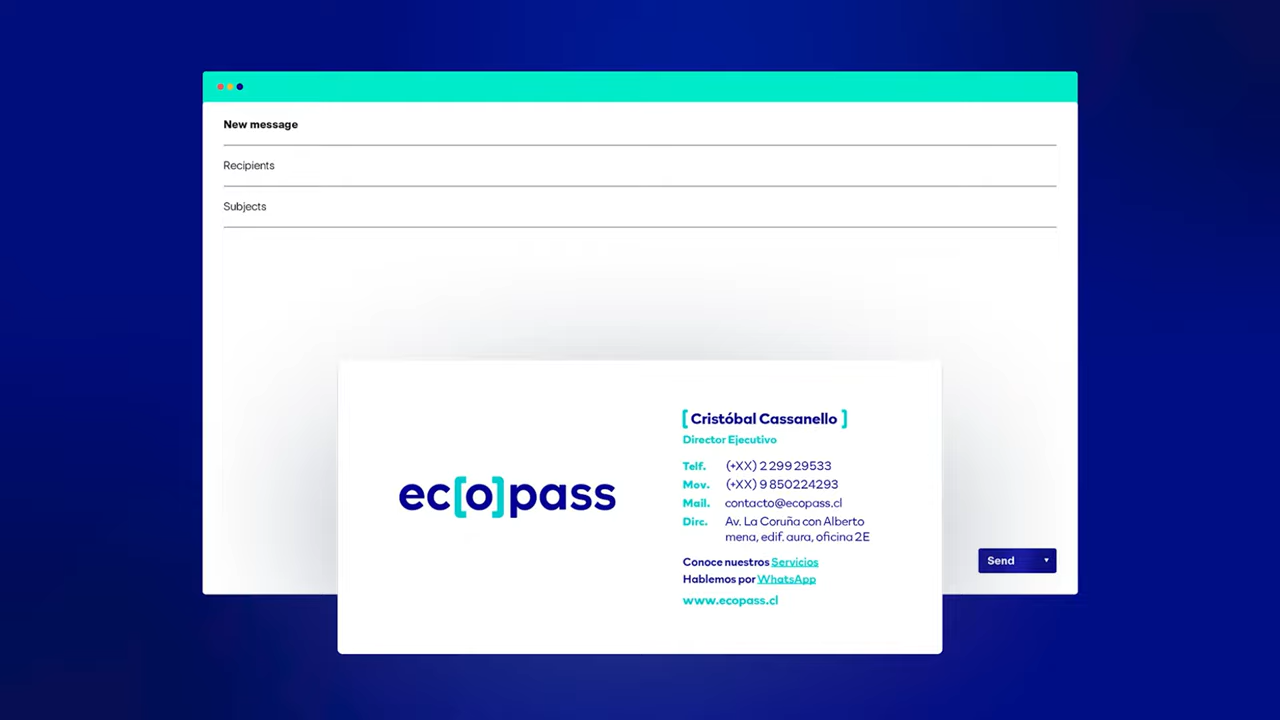 New message
Recipients
Subjects
ec[o]pass
[ Cristóbal Cassanello ]
Director Ejecutivo
Telf. (+XX) 2 299 29533
Mov. (+XX) 9 850224293
Mail. contacto@ecopass.cl
Dirc. Av. La Coruña con Alberto
mena, edif. aura, oficina 2E
Conoce nuestros Servicios
Hablemos por WhatsApp
www.ecopass.cl
Send